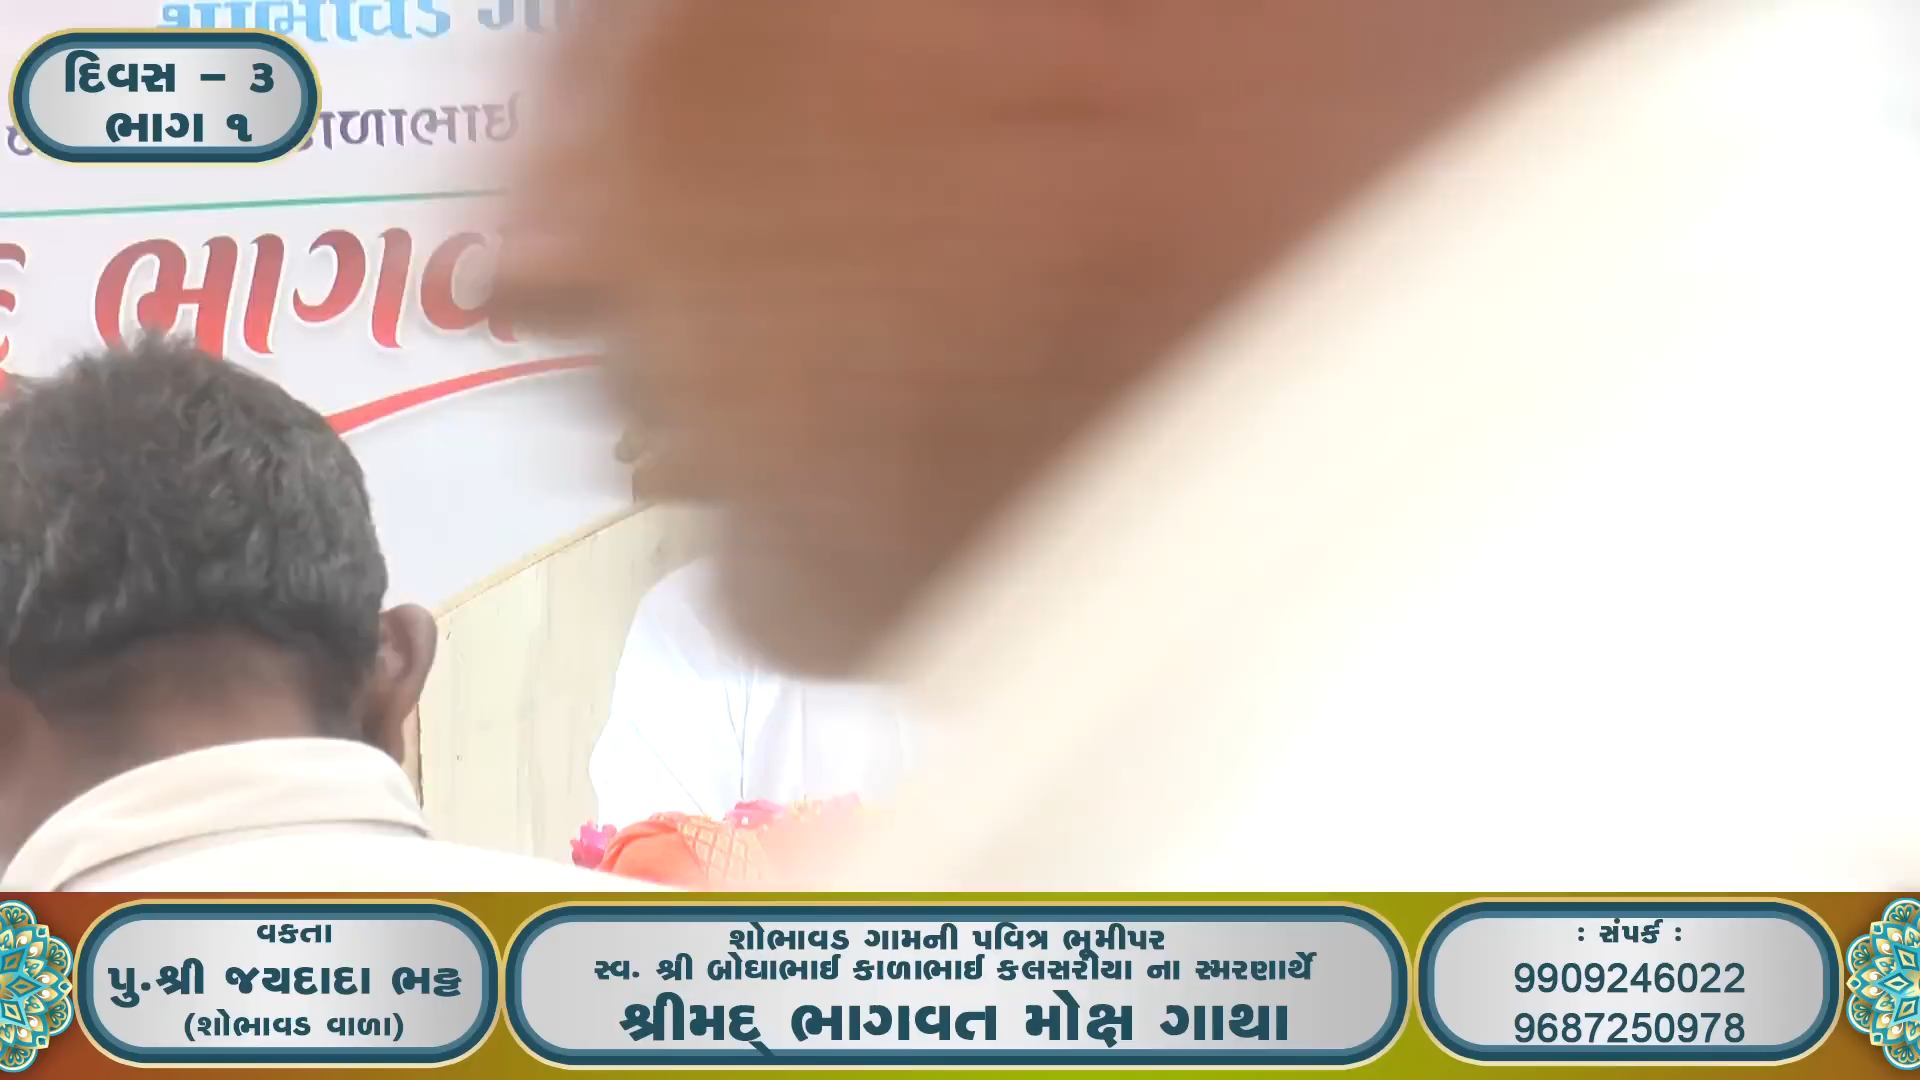 દિવસ – ૩
ભાગ ૧
શોભાવડ
કાળાભાઈ
ભાગવ
વકતા
પુ.શ્રી જયદાદા ભટ્ટ
(શોભાવડ વાળા)
શોભાવડ ગામની પવિત્ર ભૂમીપર
સ્વ. શ્રી બોઘાભાઈ કાળાભાઈ કલસરીયા ના સ્મરણાર્થે
શ્રીમદ્ ભાગવત મોક્ષ ગાથા
: સંપર્ક :
9909246022
9687250978